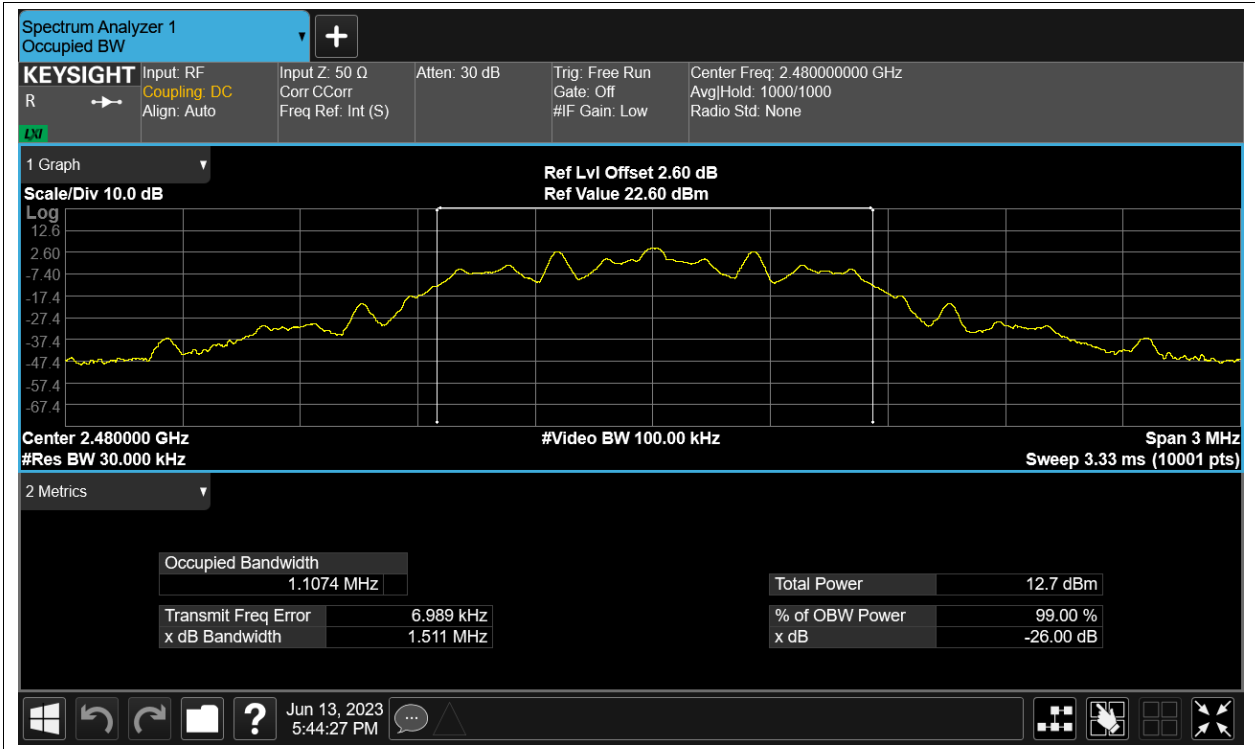 Spectrum Analyzer 1
Occupied BW
KEYSIGHT
R
LXI
Input: RF
Coupling: DC
Align: Auto
Input Z: 50 Ω
Corr CCorr
Freq Ref: Int (S)
Atten: 30 dB
Trig: Free Run
Gate: Off
#IF Gain: Low
Center Freq: 2.480000000 GHz
Avg|Hold: 1000/1000
Radio Std: None
1 Graph
Scale/Div 10.0 dB
Ref Lvl Offset 2.60 dB
Ref Value 22.60 dBm
Log
12.6
2.60
-7.40
-17.4
-27.4
-37.4
-47.4
-57.4
-67.4
Center 2.480000 GHz
#Res BW 30.000 kHz
#Video BW 100.00 kHz
Span 3 MHz
Sweep 3.33 ms (10001 pts)
2 Metrics
Occupied Bandwidth
1.1074 MHz
Transmit Freq Error 6.989 kHz
x dB Bandwidth 1.511 MHz
Total Power 12.7 dBm
% of OBW Power 99.00 %
x dB -26.00 dB
?
Jun 13, 2023
5:44:27 PM